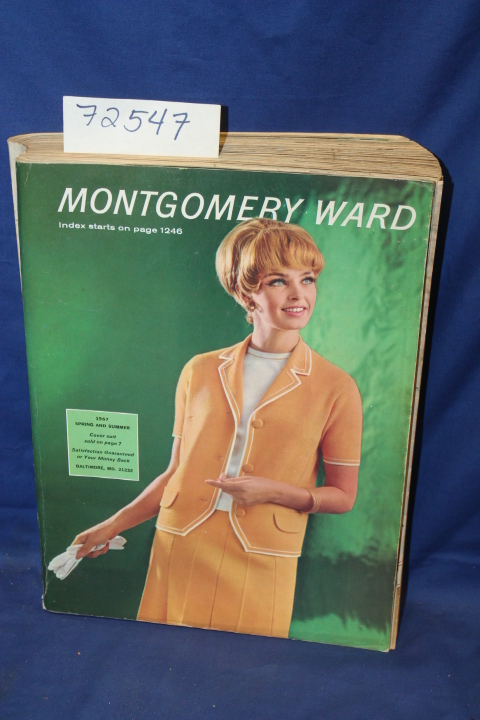 72547
MONTGOMERY WARD
Index starts on page 1246
1967
SPRING AND SUMMER
Cover suit
sold on page 7
Satisfaction Guaranteed
or Your Money Back
BALTIMORE, MD. 21232